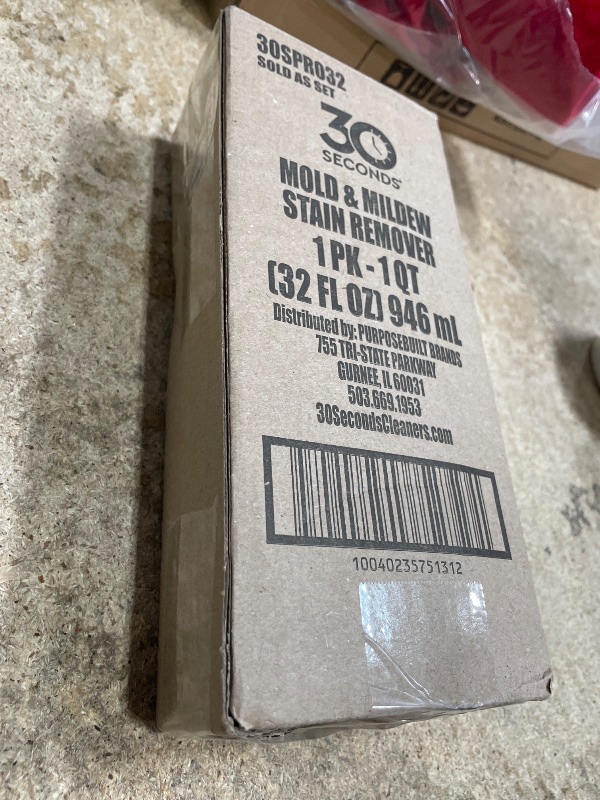 30SPRO32
SOLD AS SET
30
SECONDS
MOLD & MILDEW
STAIN REMOVER
1 PK - 1 QT
(32 FL OZ) 946 mL
Distributed by: PURPOSEBUILT BRANDS
755 TRI-STATE PARKWAY
GURNEE, IL 60031
503.669.1953
30SecondsCleaners.com
10040235751312